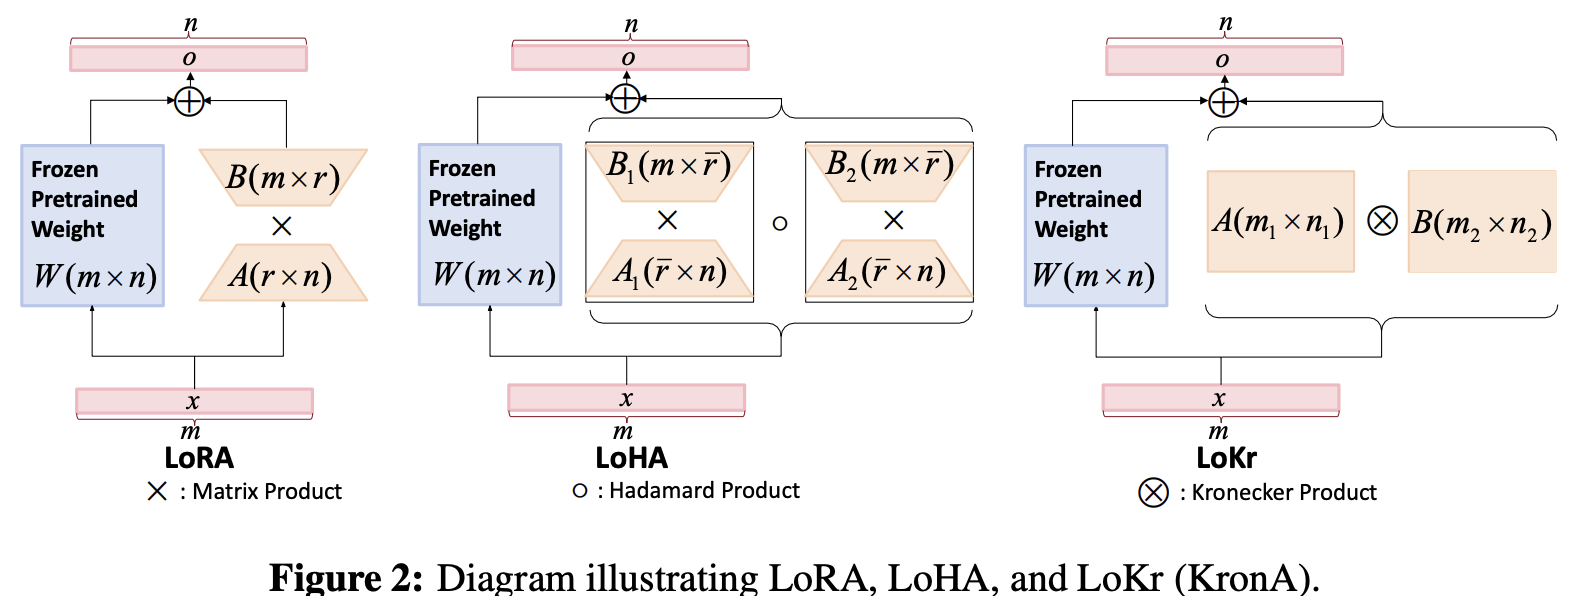 n
o
Frozen
Pretrained
Weight
W(m×n)
B(m×r)
×
A(r×n)
x
m
LoRA
× : Matrix Product
n
o
Frozen
Pretrained
Weight
W(m×n)
B₁(m×r̅)
×
A₁(r̅×n)
○
B₂(m×r̅)
×
A₂(r̅×n)
x
m
LoHA
○ : Hadamard Product
n
o
Frozen
Pretrained
Weight
W(m×n)
A(m₁×n₁) ⊗ B(m₂×n₂)
x
m
LoKr
⊗ : Kronecker Product
Figure 2: Diagram illustrating LoRA, LoHA, and LoKr (KronA).